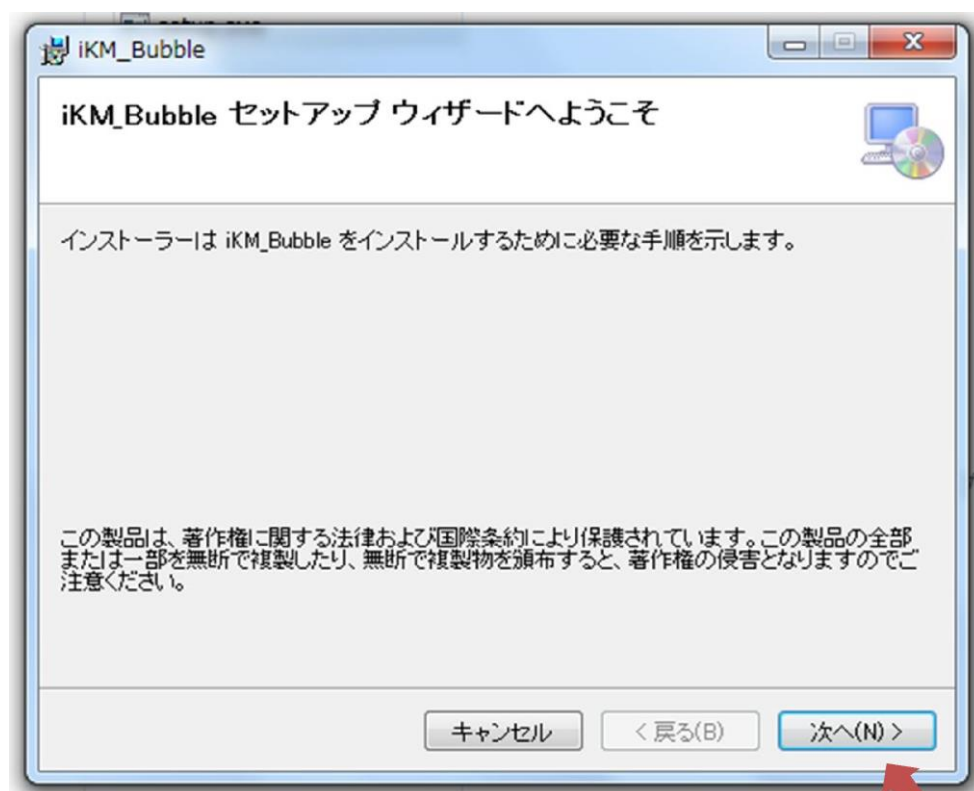 iKM_Bubble
iKM_Bubble セットアップ ウィザードへようこそ
インストーラーは iKM_Bubble をインストールするために必要な手順を示します。
この製品は、著作権に関する法律および国際条約により保護されています。この製品の全部
または一部を無断で複製したり、無断で複製物を頒布すると、著作権の侵害となりますのでご
注意ください。
キャンセル
< 戻る(B)
次へ(N) >